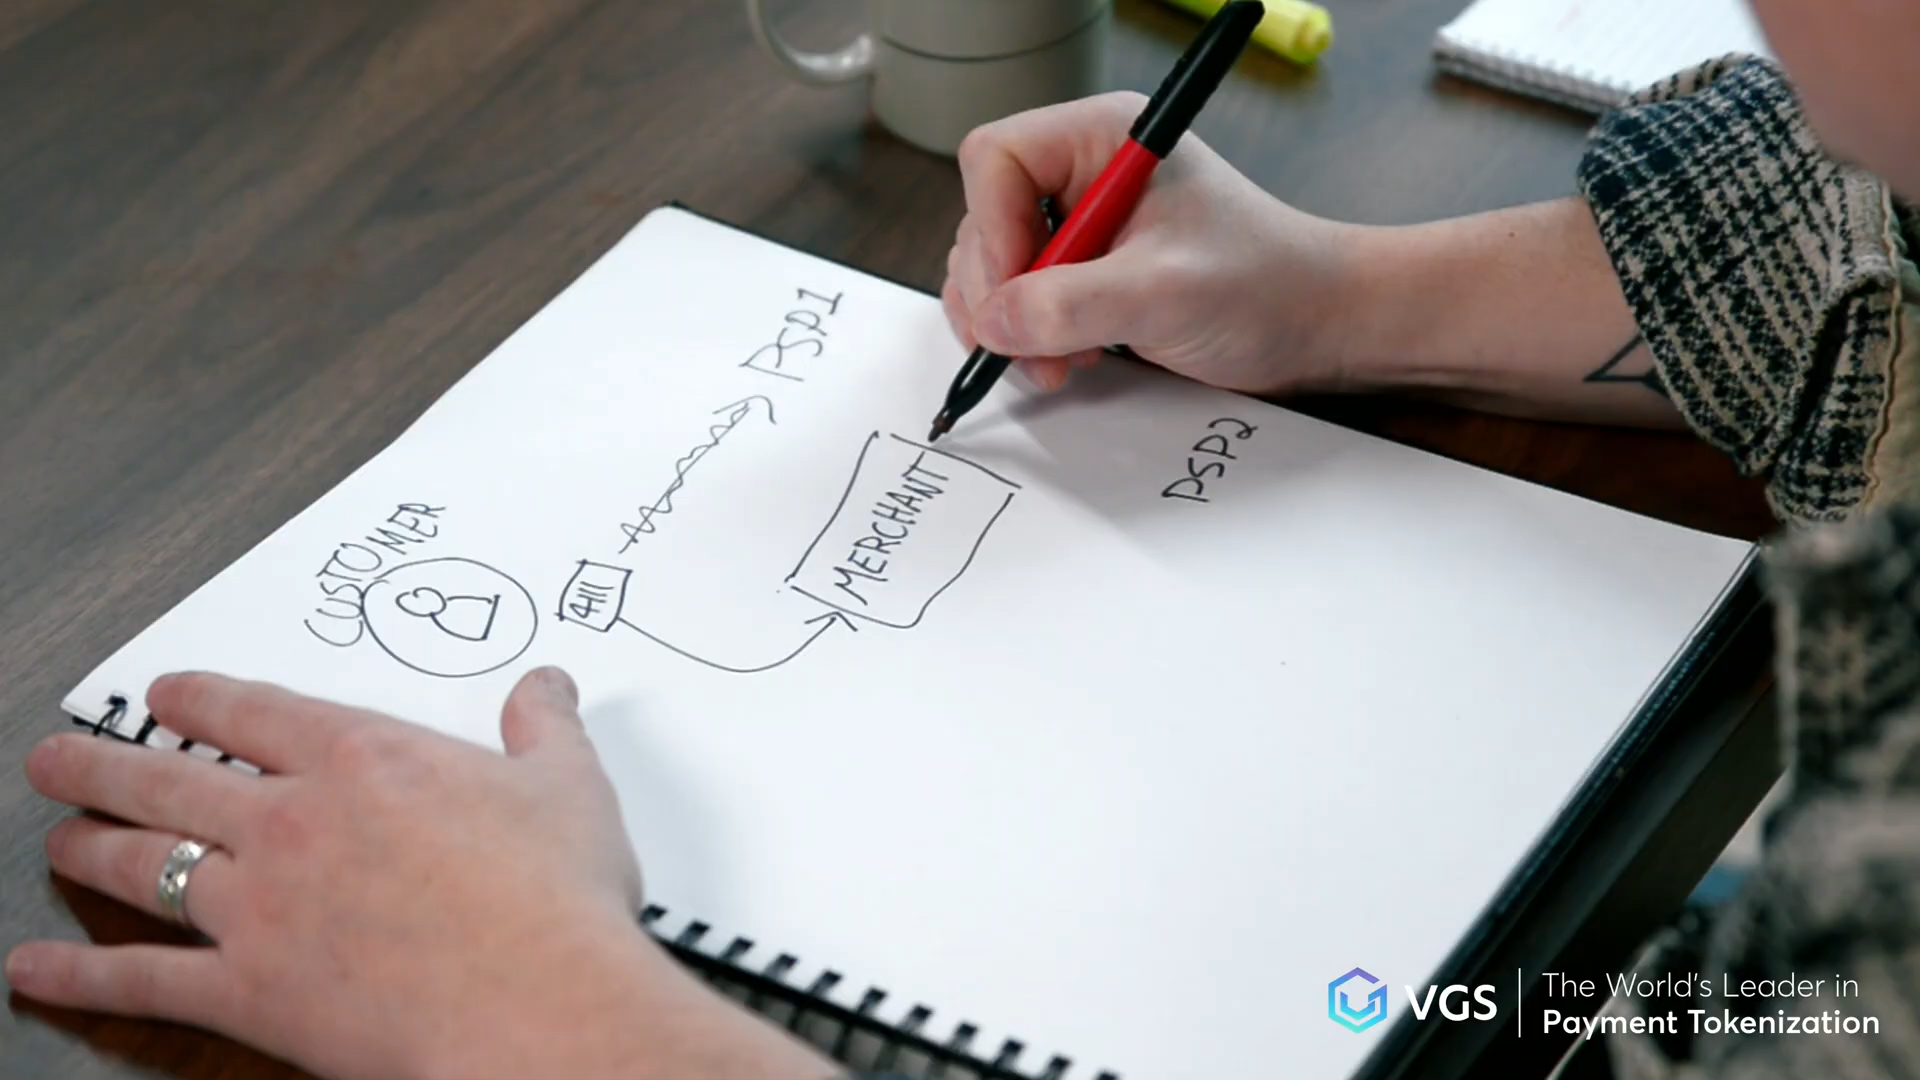 PSP1
PSP2
MERCHANT
CUSTOMER
4111
VGS
The World's Leader in
Payment Tokenization